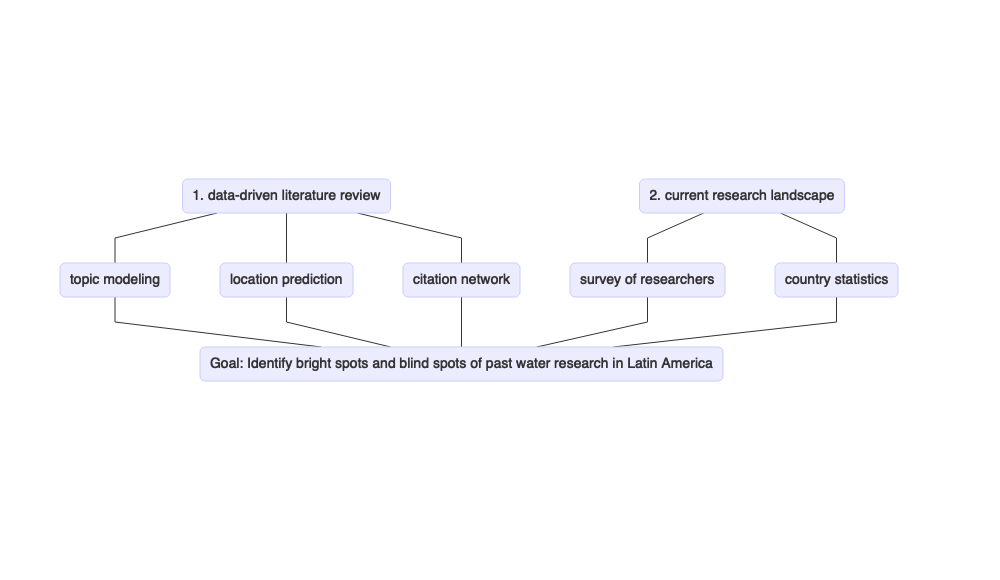 1. data-driven literature review
2. current research landscape
topic modeling
location prediction
citation network
survey of researchers
country statistics
Goal: Identify bright spots and blind spots of past water research in Latin America